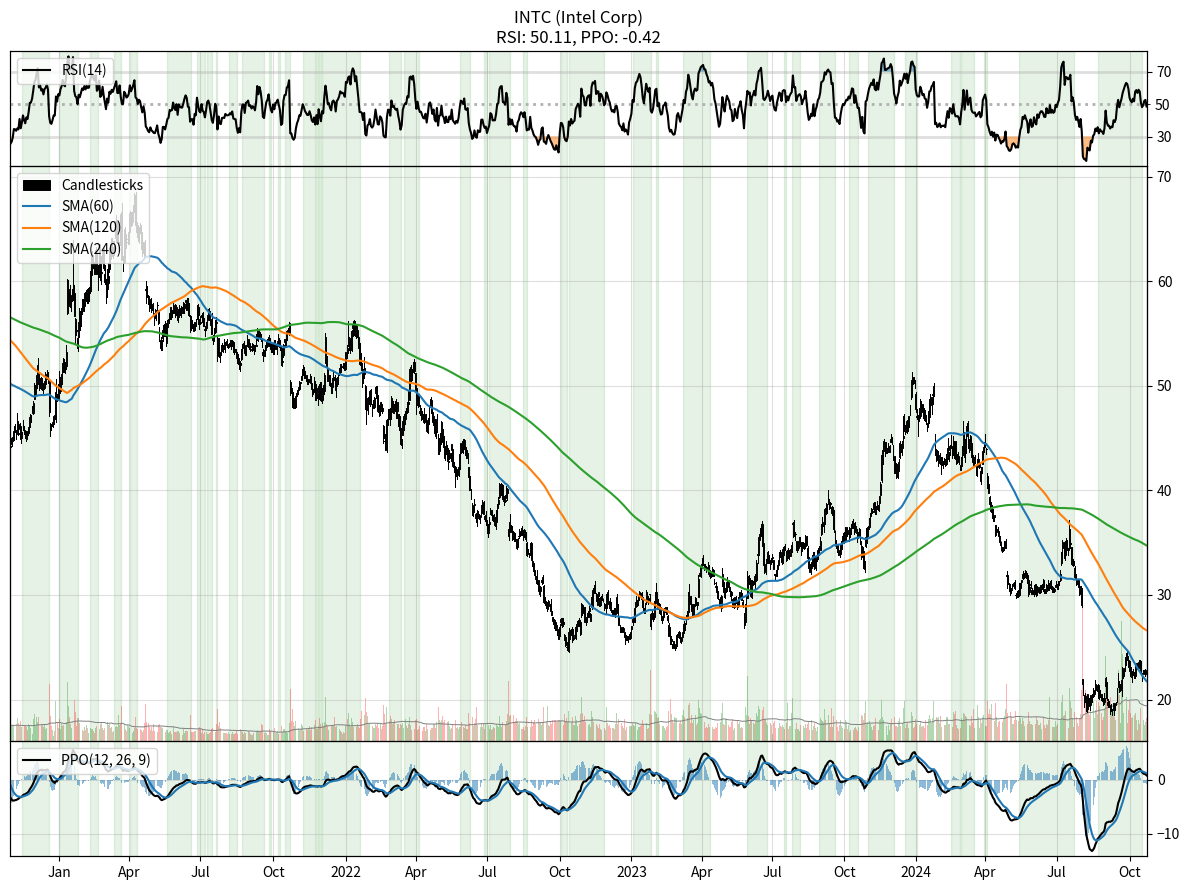 INTC (Intel Corp)
RSI: 50.11, PPO: -0.42
RSI(14)
70
50
30
Candlesticks
SMA(60)
SMA(120)
SMA(240)
70
60
50
40
30
20
PPO(12, 26, 9)
0
−10
Jan Apr Jul Oct 2022 Apr Jul Oct 2023 Apr Jul Oct 2024 Apr Jul Oct